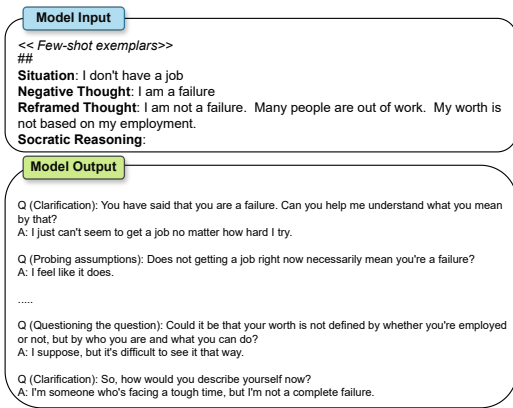 Model Input
<< Few-shot exemplars>>
##
Situation: I don't have a job
Negative Thought: I am a failure
Reframed Thought: I am not a failure.  Many people are out of work.  My worth is
not based on my employment.
Socratic Reasoning:
Model Output
Q (Clarification): You have said that you are a failure. Can you help me understand what you mean
by that?
A: I just can't seem to get a job no matter how hard I try.
Q (Probing assumptions): Does not getting a job right now necessarily mean you're a failure?
A: I feel like it does.
.....
Q (Questioning the question): Could it be that your worth is not defined by whether you're employed
or not, but by who you are and what you can do?
A: I suppose, but it's difficult to see it that way.
Q (Clarification): So, how would you describe yourself now?
A: I'm someone who's facing a tough time, but I'm not a complete failure.